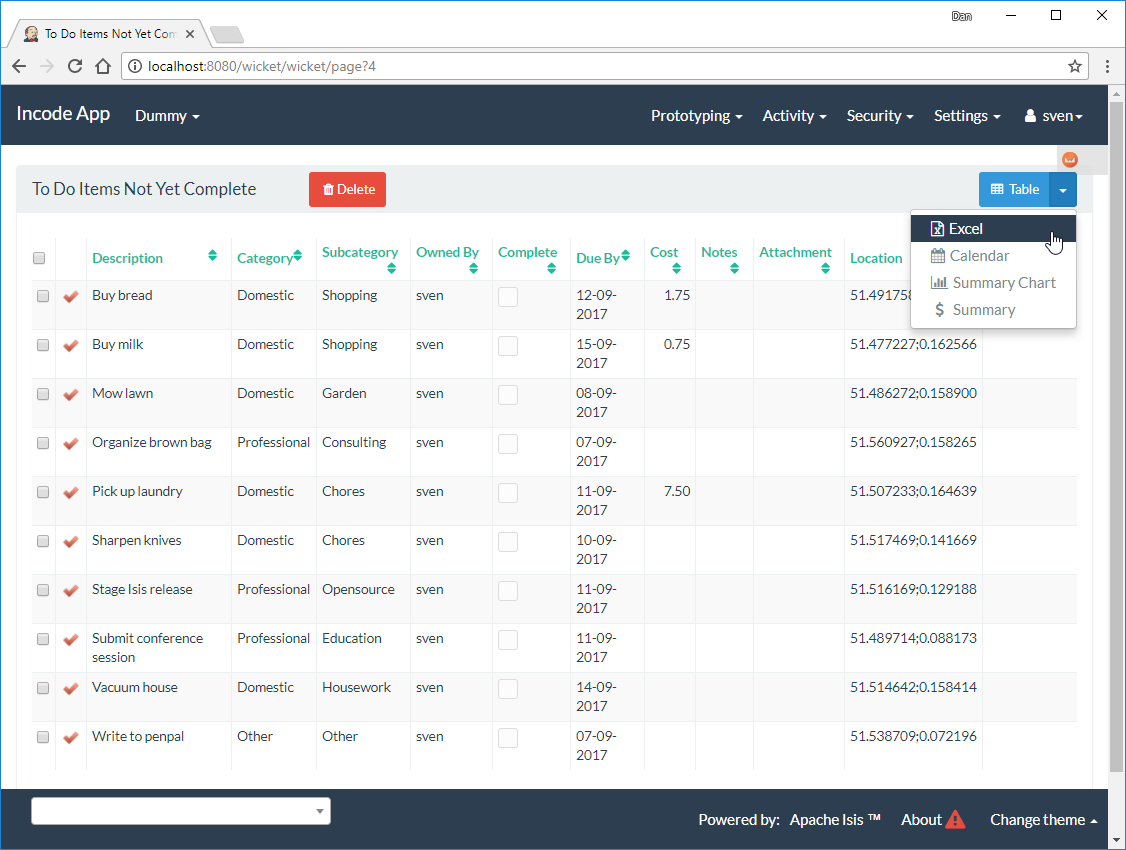 Dan
To Do Items Not Yet Com
localhost:8080/wicket/wicket/page?4
Incode App Dummy Prototyping Activity Security Settings sven
To Do Items Not Yet Complete Delete Table
Excel
Calendar
Summary Chart
$ Summary
Description Category Subcategory Owned By Complete Due By Cost Notes Attachment Location
Buy bread Domestic Shopping sven 12-09-2017 1.75 51.491758
Buy milk Domestic Shopping sven 15-09-2017 0.75 51.477227;0.162566
Mow lawn Domestic Garden sven 08-09-2017 51.486272;0.158900
Organize brown bag Professional Consulting sven 07-09-2017 51.560927;0.158265
Pick up laundry Domestic Chores sven 11-09-2017 7.50 51.507233;0.164639
Sharpen knives Domestic Chores sven 10-09-2017 51.517469;0.141669
Stage Isis release Professional Opensource sven 11-09-2017 51.516169;0.129188
Submit conference session Professional Education sven 11-09-2017 51.489714;0.088173
Vacuum house Domestic Housework sven 14-09-2017 51.514642;0.158414
Write to penpal Other Other sven 07-09-2017 51.538709;0.072196
Powered by: Apache Isis ™ About Change theme